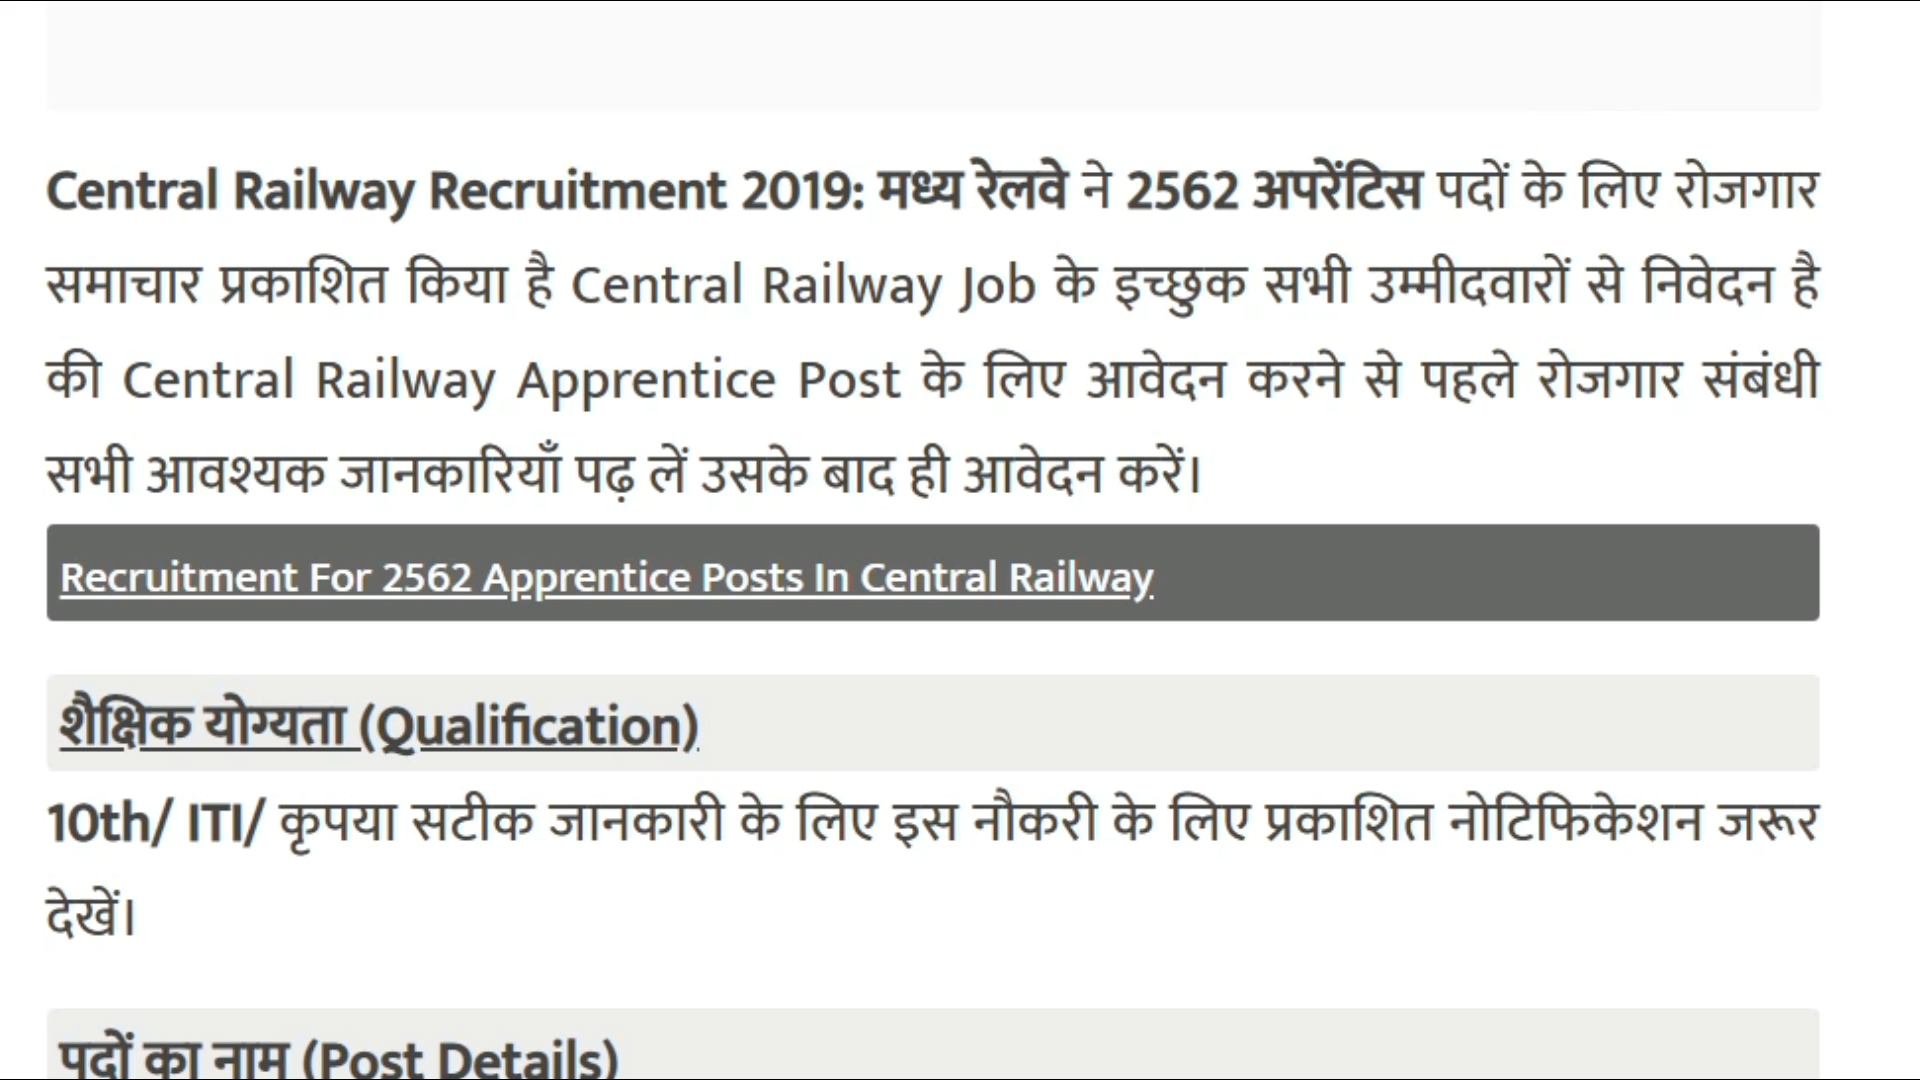 Central Railway Recruitment 2019: मध्य रेलवे ने 2562 अपरेंटिस पदों के लिए रोजगार
समाचार प्रकाशित किया है Central Railway Job के इच्छुक सभी उम्मीदवारों से निवेदन है
की Central Railway Apprentice Post के लिए आवेदन करने से पहले रोजगार संबंधी
सभी आवश्यक जानकारियाँ पढ़ लें उसके बाद ही आवेदन करें।
Recruitment For 2562 Apprentice Posts In Central Railway
शैक्षिक योग्यता (Qualification)
10th/ ITI/ कृपया सटीक जानकारी के लिए इस नौकरी के लिए प्रकाशित नोटिफिकेशन जरूर
देखें।
पदों का नाम (Post Details)